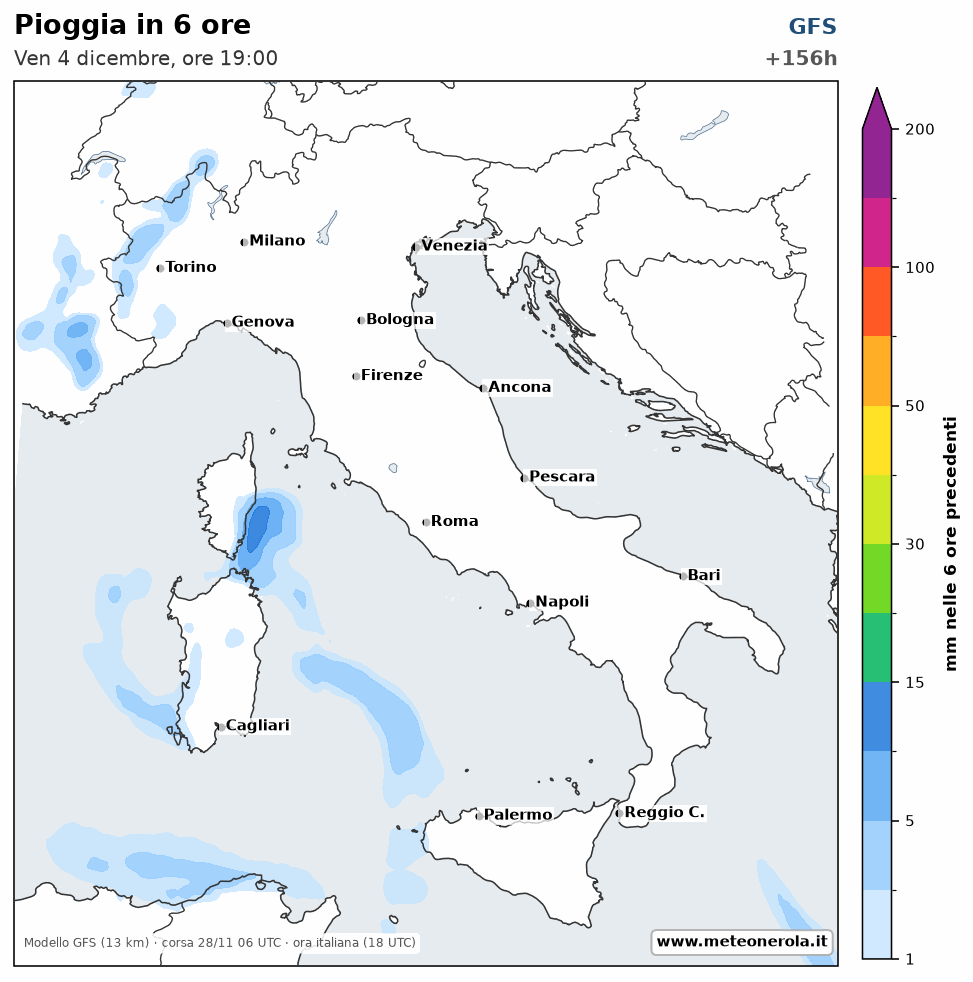 Pioggia in 6 ore
GFS
Ven 4 dicembre, ore 19:00
+156h
Milano
Venezia
Torino
Genova
Bologna
Firenze
Ancona
Pescara
Roma
Bari
Napoli
Cagliari
Palermo
Reggio C.
200
100
50
30
15
5
1
mm nelle 6 ore precedenti
Modello GFS (13 km) · corsa 28/11 06 UTC · ora italiana (18 UTC)
www.meteonerola.it